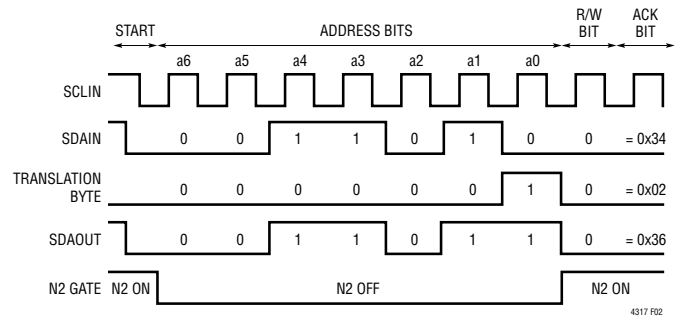 START ADDRESS BITS R/W BIT ACK BIT
a6 a5 a4 a3 a2 a1 a0
SCLIN
SDAIN 0 0 1 1 0 1 0 0 = 0x34
TRANSLATION BYTE 0 0 0 0 0 0 1 0 = 0x02
SDAOUT 0 0 1 1 0 1 1 0 = 0x36
N2 GATE N2 ON N2 OFF N2 ON
4317 F02